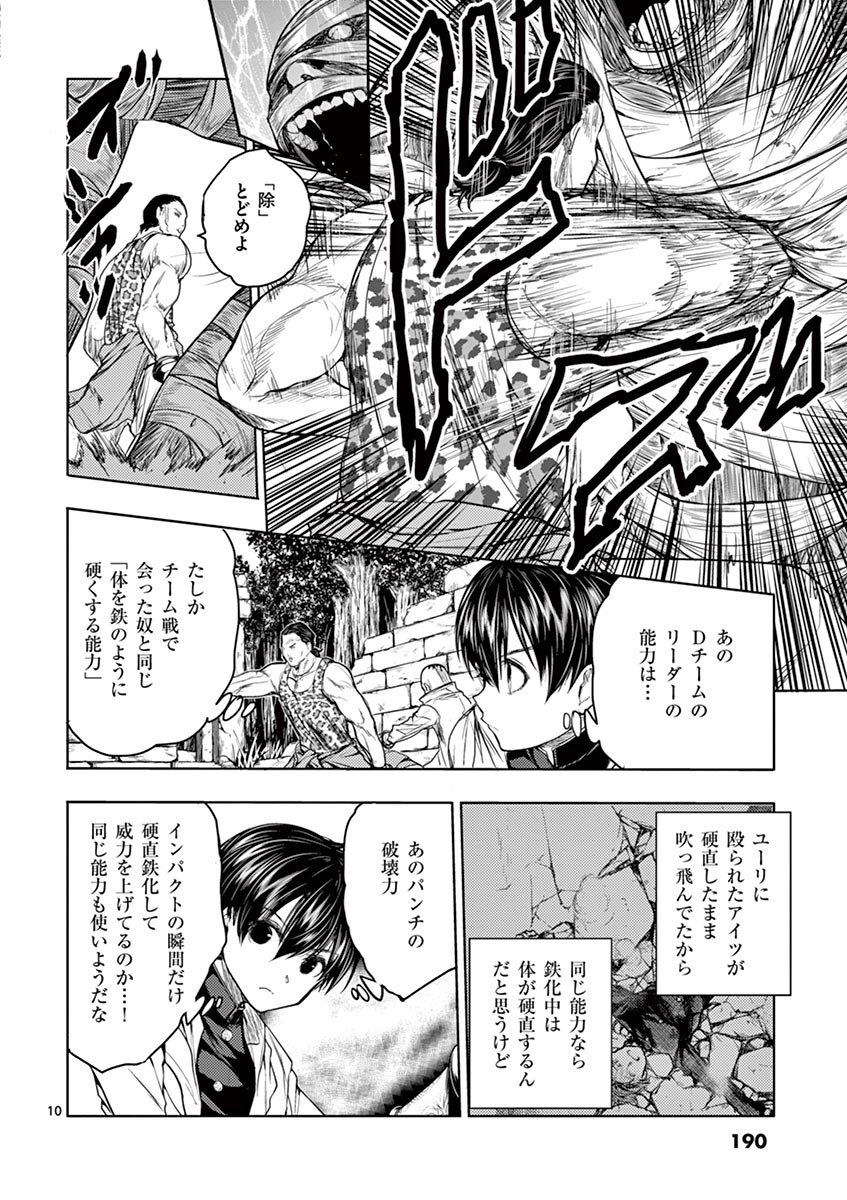 ドドドッ
「除」
とどめよ
ズズズ
あの
Dチームの
リーダーの
能力は…
たしか
チーム戦で
会った奴と同じ
「体を鉄のように
硬くする能力」
ユーリに
殴られたアイツが
硬直したまま
吹っ飛んでたから
同じ能力なら
鉄化中は
体が硬直するん
だと思うけど
あのパンチの
破壊力
インパクトの瞬間だけ
硬直鉄化して
威力を上げてるのか…！
同じ能力も使いようだな
10
190